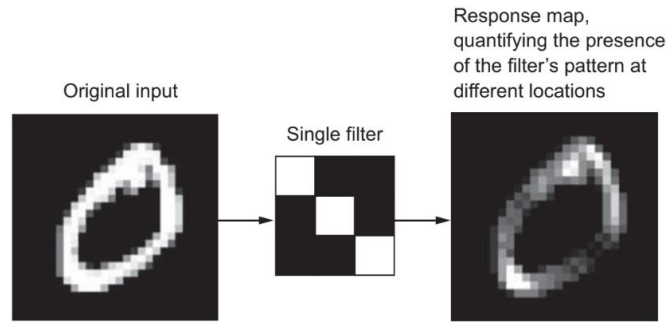 Original input
Single filter
Response map,
quantifying the presence
of the filter's pattern at
different locations